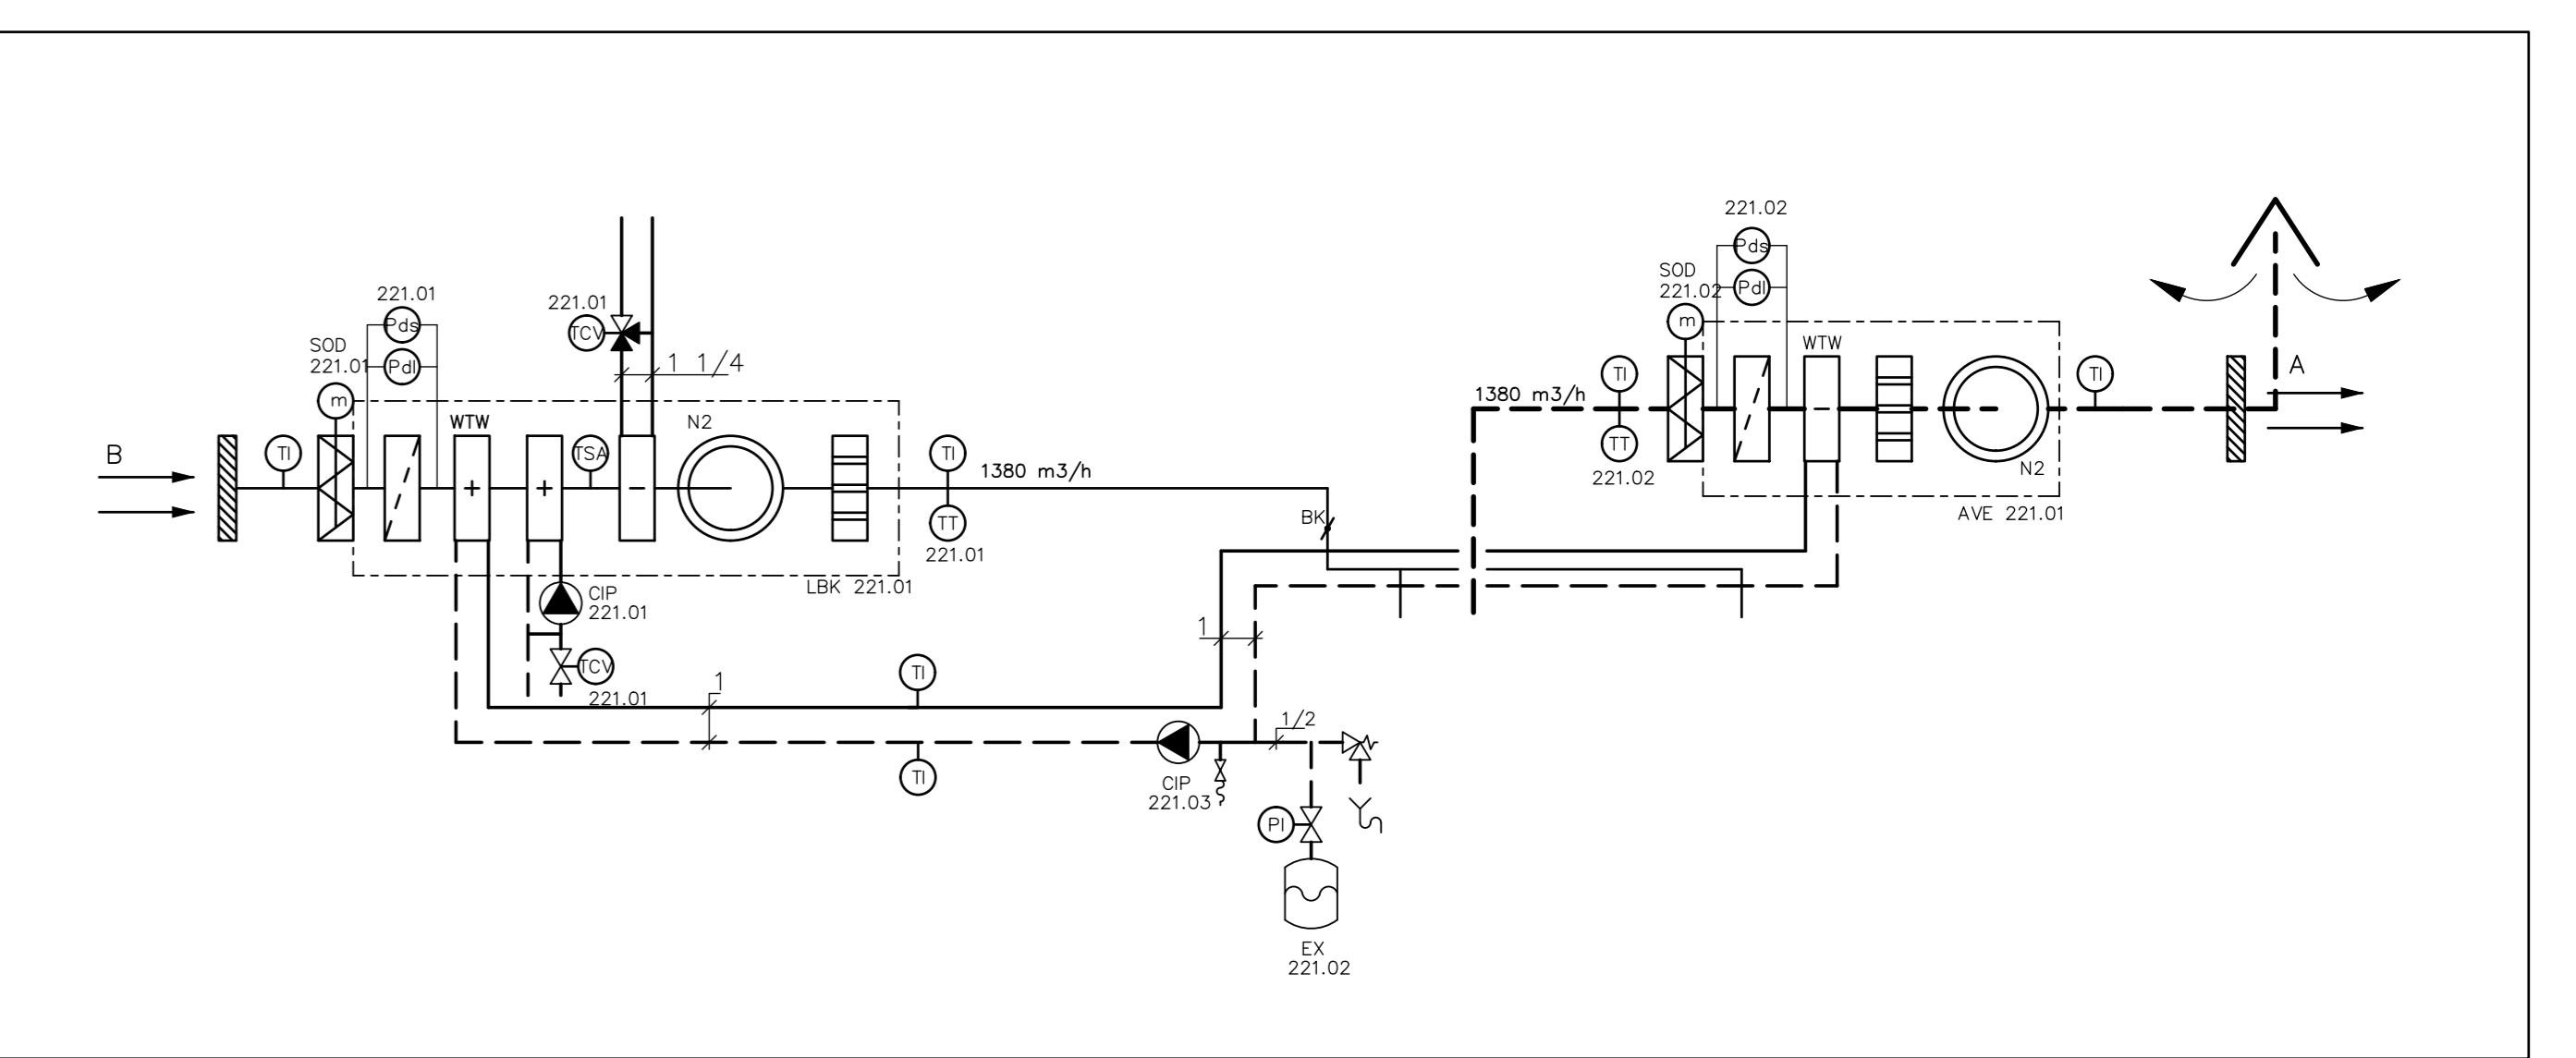 221.02
Pds
SOD
221.02
Pdl
221.01
Pds
221.01
TCV
m
SOD
221.01
Pdl
1 1/4
WTW
TI
TI
A
m
1380 m3/h
WTW
N2
B
TI
TSA
TI
1380 m3/h
TT
221.02
N2
AVE 221.01
+
+
-
-
BK
TT
221.01
LBK 221.01
CIP
221.01
1
TCV
221.01
TI
1
1/2
TI
CIP
221.03
PI
EX
221.02